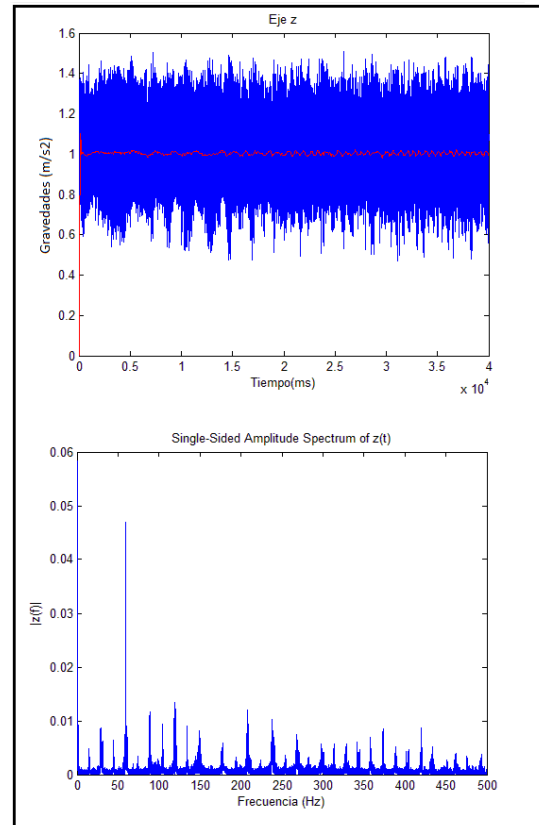 Eje z
1.6
1.4
1.2
1
0.8
0.6
0.4
0.2
0
Gravedades (m/s2)
0 0.5 1 1.5 2 2.5 3 3.5 4
Tiempo(ms)
x 10^4
Single-Sided Amplitude Spectrum of z(t)
0.06
0.05
0.04
0.03
0.02
0.01
0
|z(f)|
0 50 100 150 200 250 300 350 400 450 500
Frecuencia (Hz)